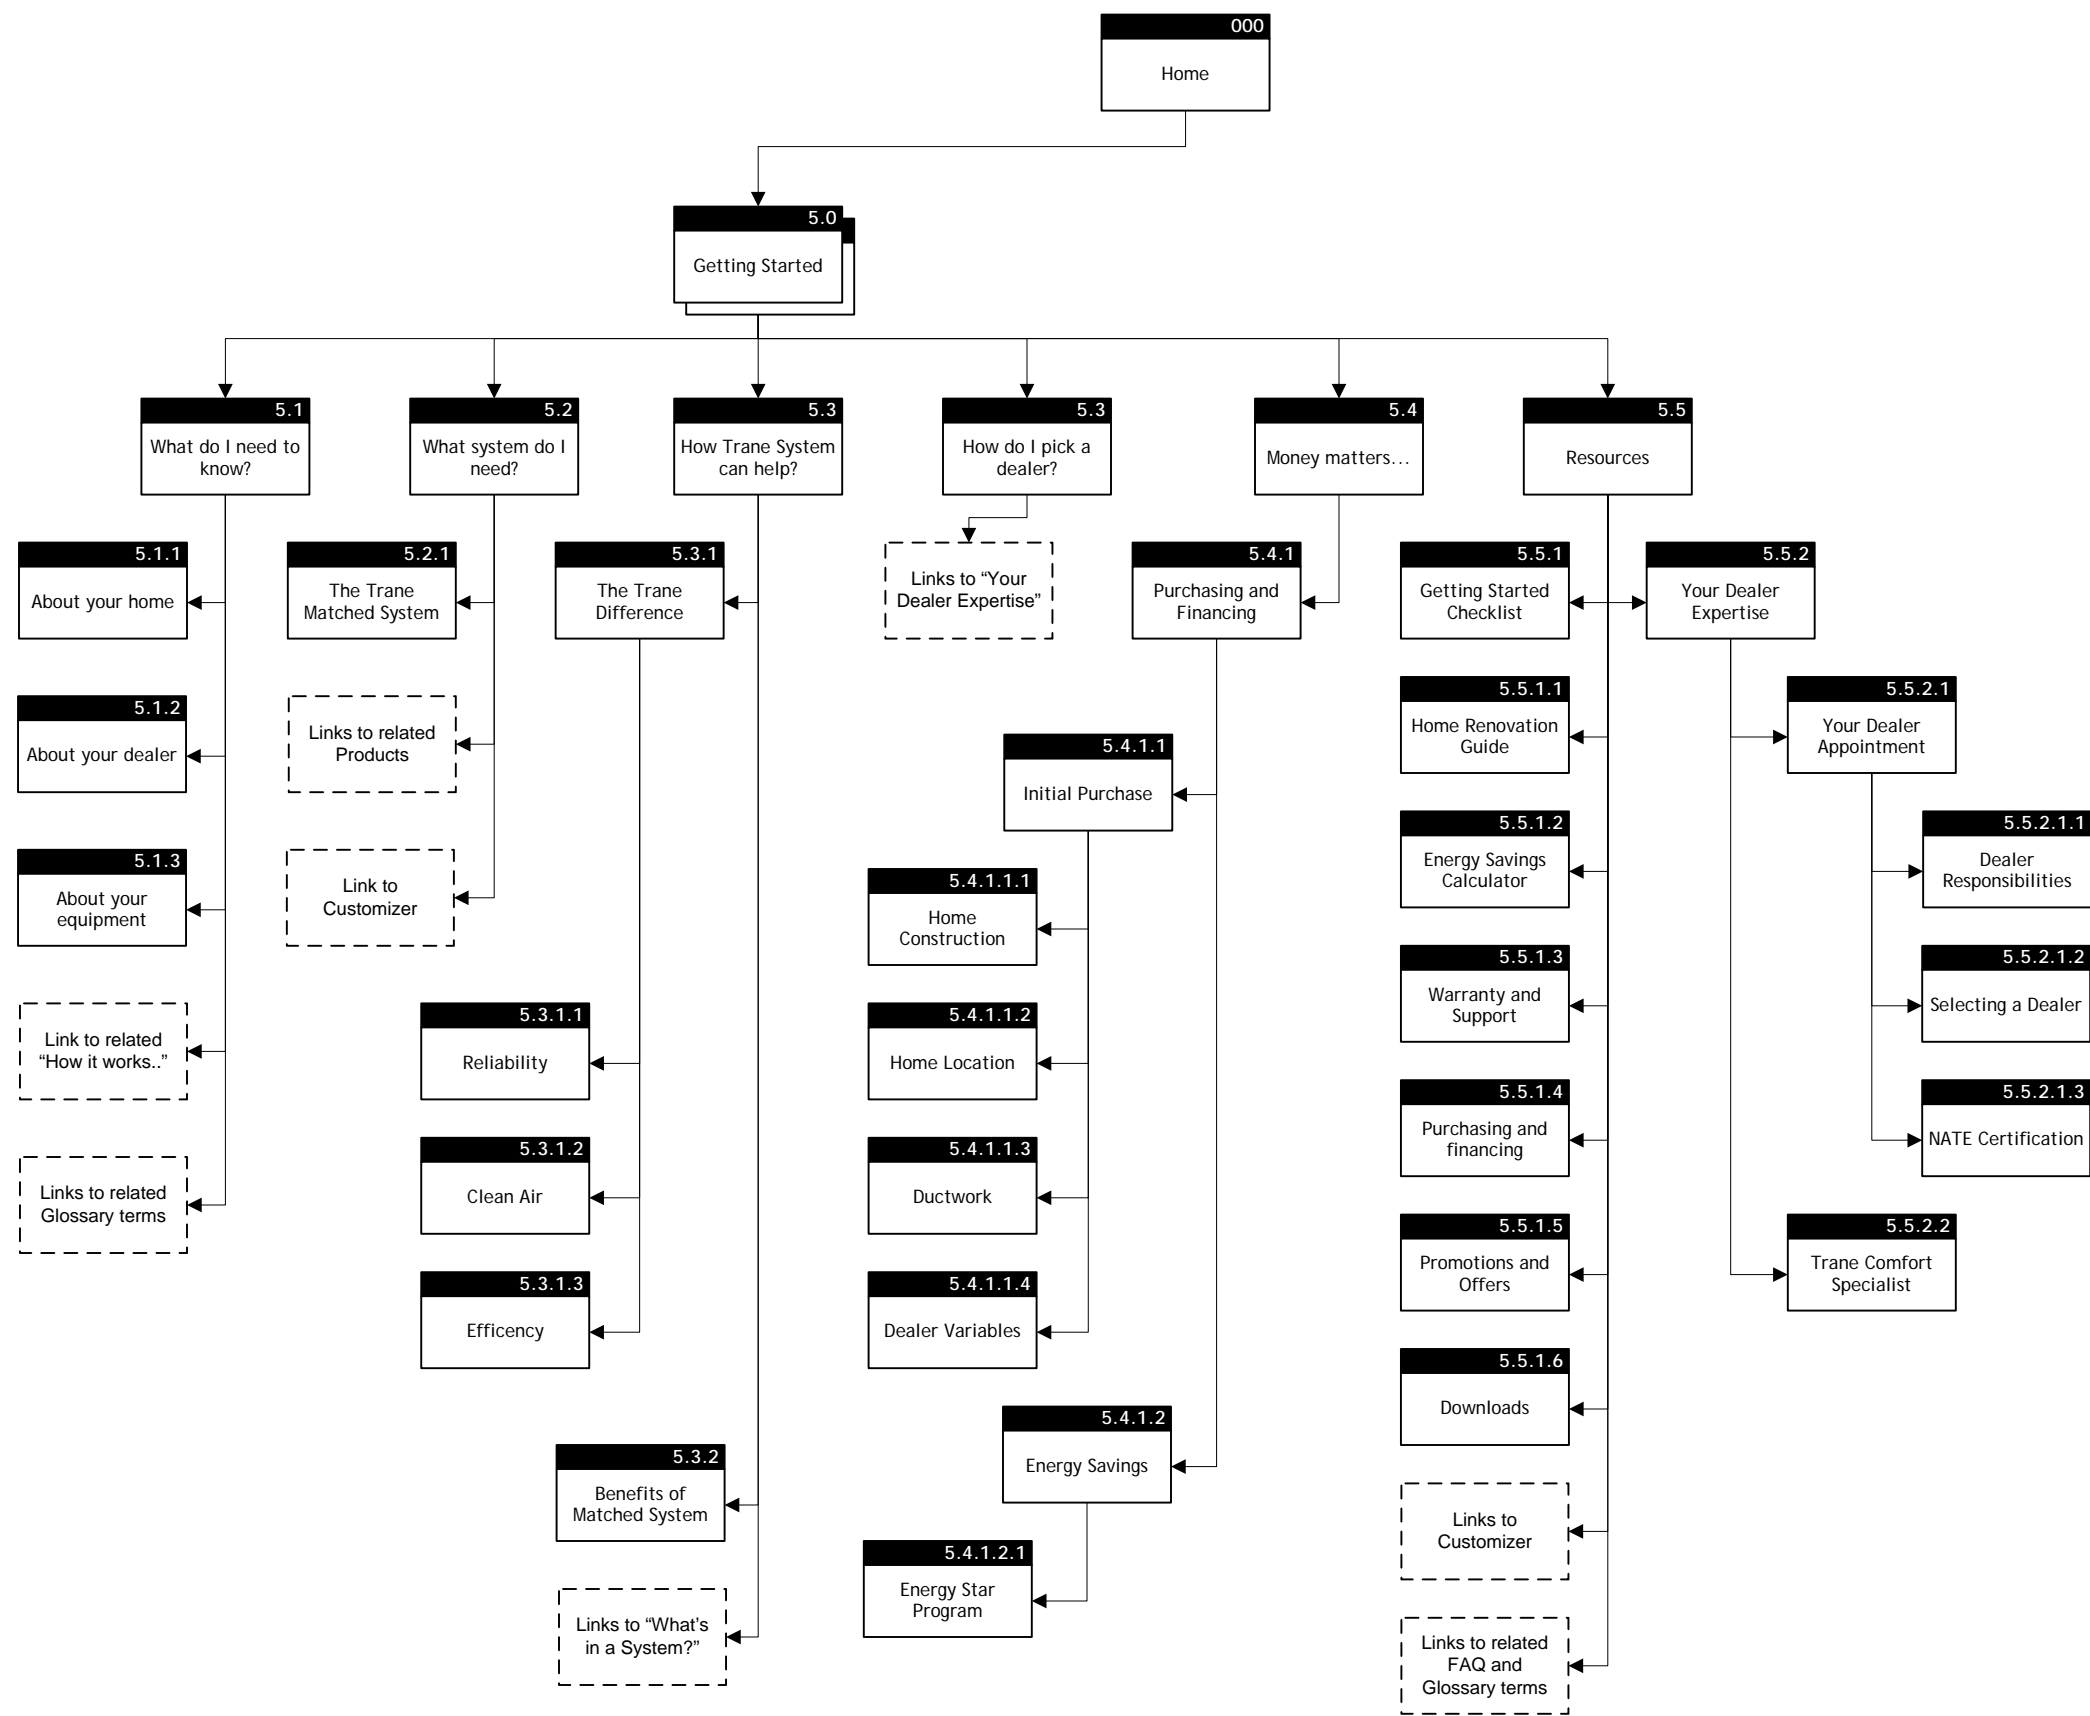 000
Home
5.0
Getting Started
5.1
What do I need to
know?
5.2
What system do I
need?
5.3
How Trane System
can help?
5.3
How do I pick a
dealer?
5.4
Money matters...
5.5
Resources
5.1.1
About your home
5.1.2
About your dealer
5.1.3
About your
equipment
Link to related
“How it works..”
Links to related
Glossary terms
5.2.1
The Trane
Matched System
Links to related
Products
Link to
Customizer
5.3.1
The Trane
Difference
5.3.1.1
Reliability
5.3.1.2
Clean Air
5.3.1.3
Efficency
5.3.2
Benefits of
Matched System
Links to “What’s
in a System?”
Links to “Your
Dealer Expertise”
5.4.1
Purchasing and
Financing
5.4.1.1
Initial Purchase
5.4.1.1.1
Home
Construction
5.4.1.1.2
Home Location
5.4.1.1.3
Ductwork
5.4.1.1.4
Dealer Variables
5.4.1.2
Energy Savings
5.4.1.2.1
Energy Star
Program
5.5.1
Getting Started
Checklist
5.5.1.1
Home Renovation
Guide
5.5.1.2
Energy Savings
Calculator
5.5.1.3
Warranty and
Support
5.5.1.4
Purchasing and
financing
5.5.1.5
Promotions and
Offers
5.5.1.6
Downloads
Links to
Customizer
Links to related
FAQ and
Glossary terms
5.5.2
Your Dealer
Expertise
5.5.2.1
Your Dealer
Appointment
5.5.2.1.1
Dealer
Responsibilities
5.5.2.1.2
Selecting a Dealer
5.5.2.1.3
NATE Certification
5.5.2.2
Trane Comfort
Specialist